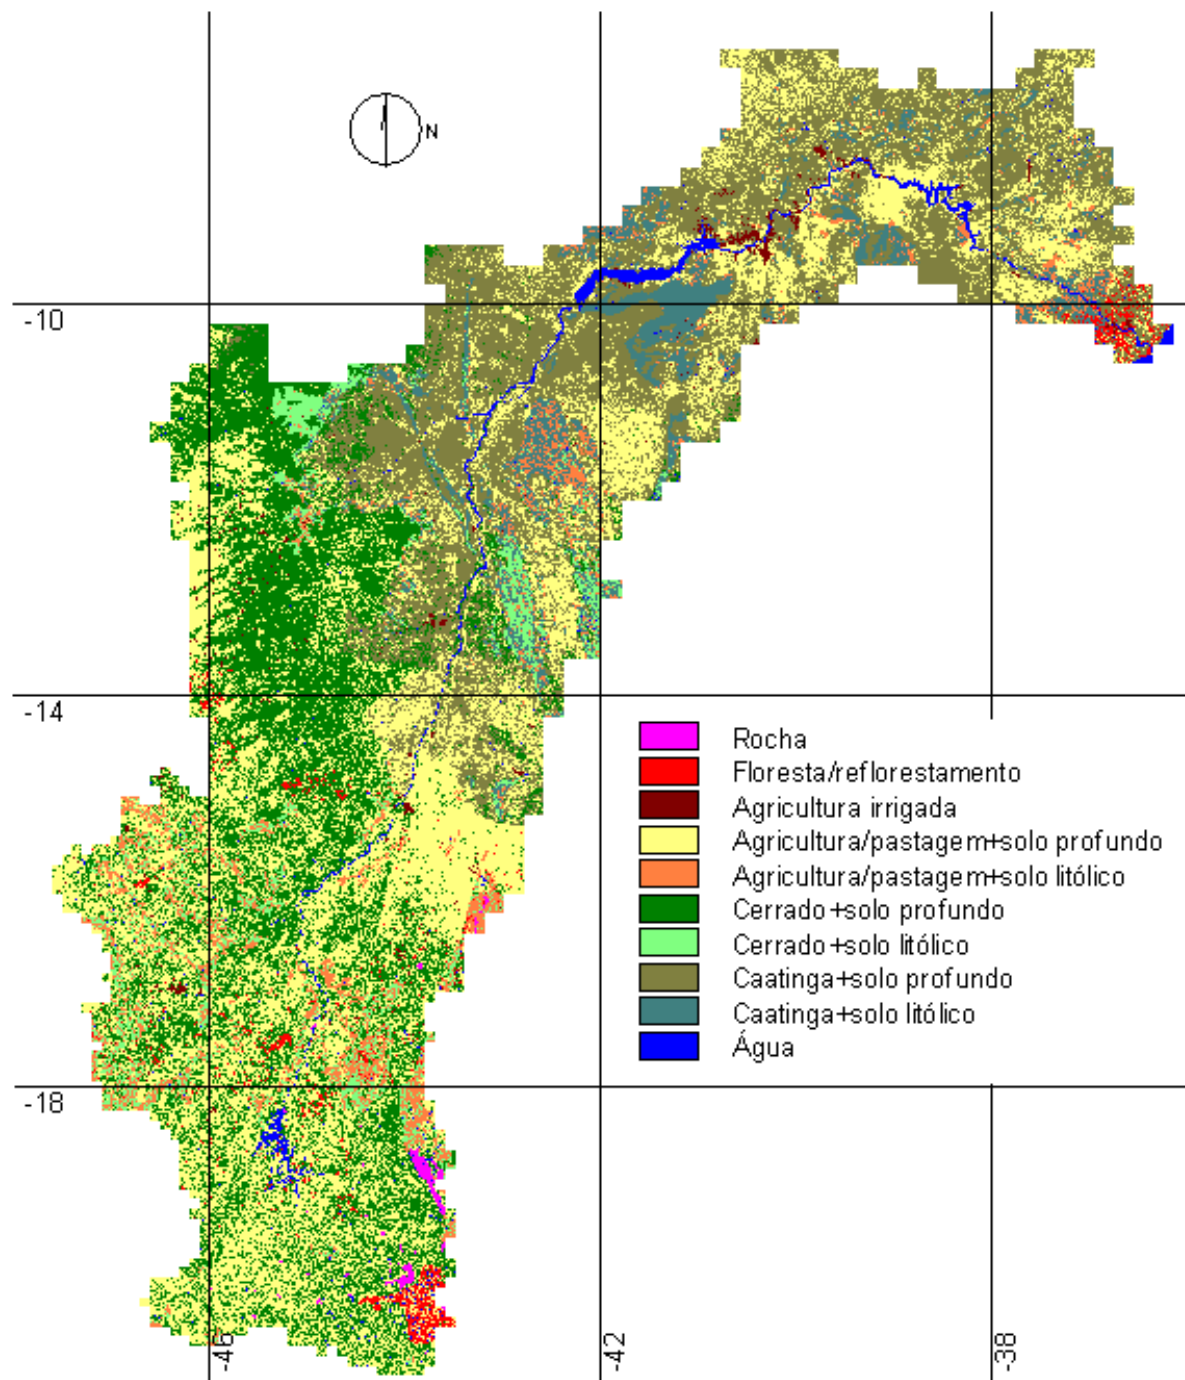 N
-10
-14
Rocha
Floresta/reflorestamento
Agricultura irrigada
Agricultura/pastagem+solo profundo
Agricultura/pastagem+solo litólico
Cerrado+solo profundo
Cerrado+solo litólico
Caatinga+solo profundo
Caatinga+solo litólico
Água
-18
-46
-42
-38